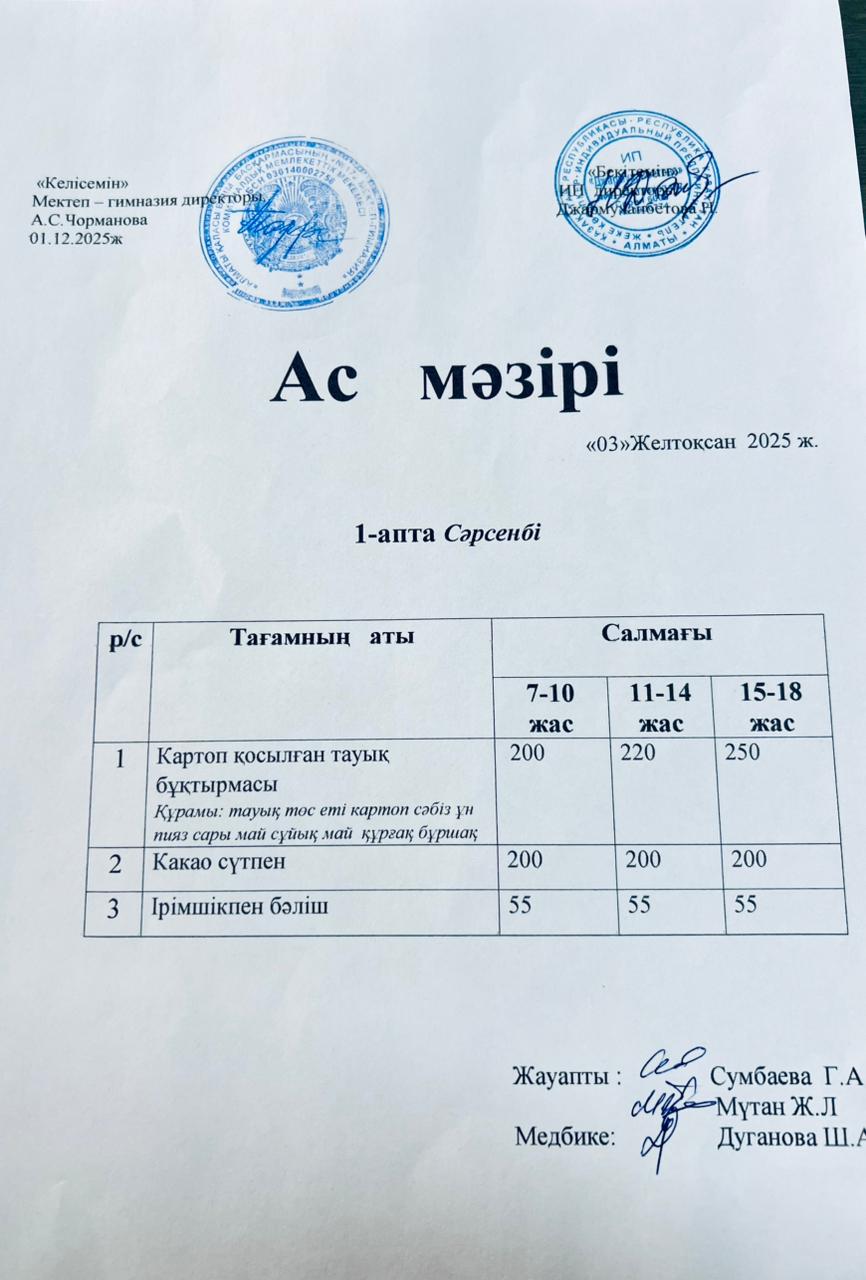 «Келісемін»
Мектеп – гимназия директоры,
А.С.Чорманова
01.12.2025ж
«Бекітемін»
ИП директоры
Ас мәзірі
«03»Желтоқсан 2025 ж.
1-апта Сәрсенбі
р/с Тағамның аты Салмағы
7-10 жас 11-14 жас 15-18 жас
1 Картоп қосылған тауық 200 220 250
бұқтырмасы
Құрамы: тауық төс еті картоп сәбіз ұн
пияз сары май сұйық май құрғақ бұршақ
2 Какао сүтпен 200 200 200
3 Ірімшікпен бәліш 55 55 55
Жауапты : Сумбаева Г.А
Мұтан Ж.Л
Медбике: Дуганова Ш.А